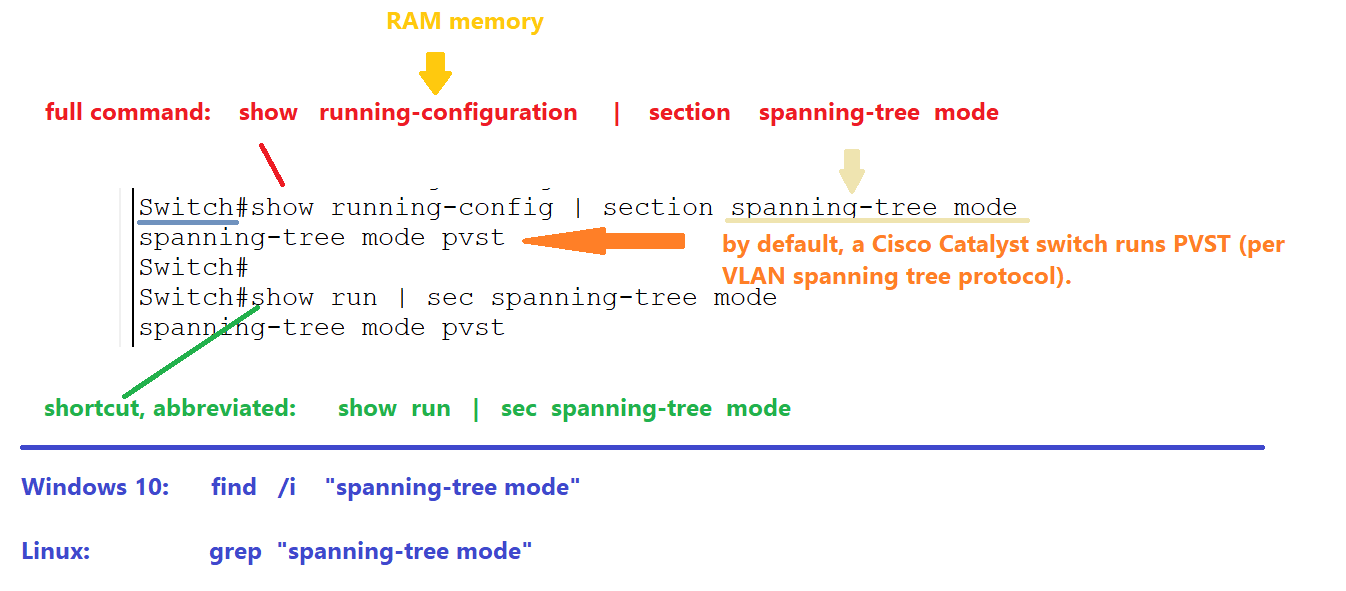 RAM memory
full command: show running-configuration | section spanning-tree mode
Switch#show running-config | section spanning-tree mode
spanning-tree mode pvst
by default, a Cisco Catalyst switch runs PVST (per
VLAN spanning tree protocol).
Switch#
Switch#show run | sec spanning-tree mode
spanning-tree mode pvst
shortcut, abbreviated: show run | sec spanning-tree mode
Windows 10: find /i "spanning-tree mode"
Linux: grep "spanning-tree mode"